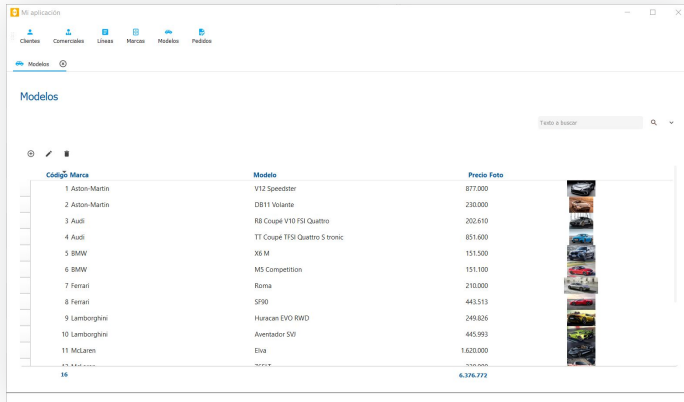 Mi aplicación
Clientes Comerciales Líneas Marcas Modelos Pedidos
Modelos
Modelos
Texto a buscar
Código Marca Modelo Precio Foto
1 Aston-Martin V12 Speedster 877.000
2 Aston-Martin DB11 Volante 230.000
3 Audi R8 Coupé V10 FSI Quattro 202.610
4 Audi TT Coupé TFSI Quattro S tronic 851.600
5 BMW X6 M 151.500
6 BMW M5 Competition 151.100
7 Ferrari Roma 210.000
8 Ferrari SF90 443.513
9 Lamborghini Huracan EVO RWD 249.826
10 Lamborghini Aventador SVJ 445.993
11 McLaren Elva 1.620.000
16 6.376.772